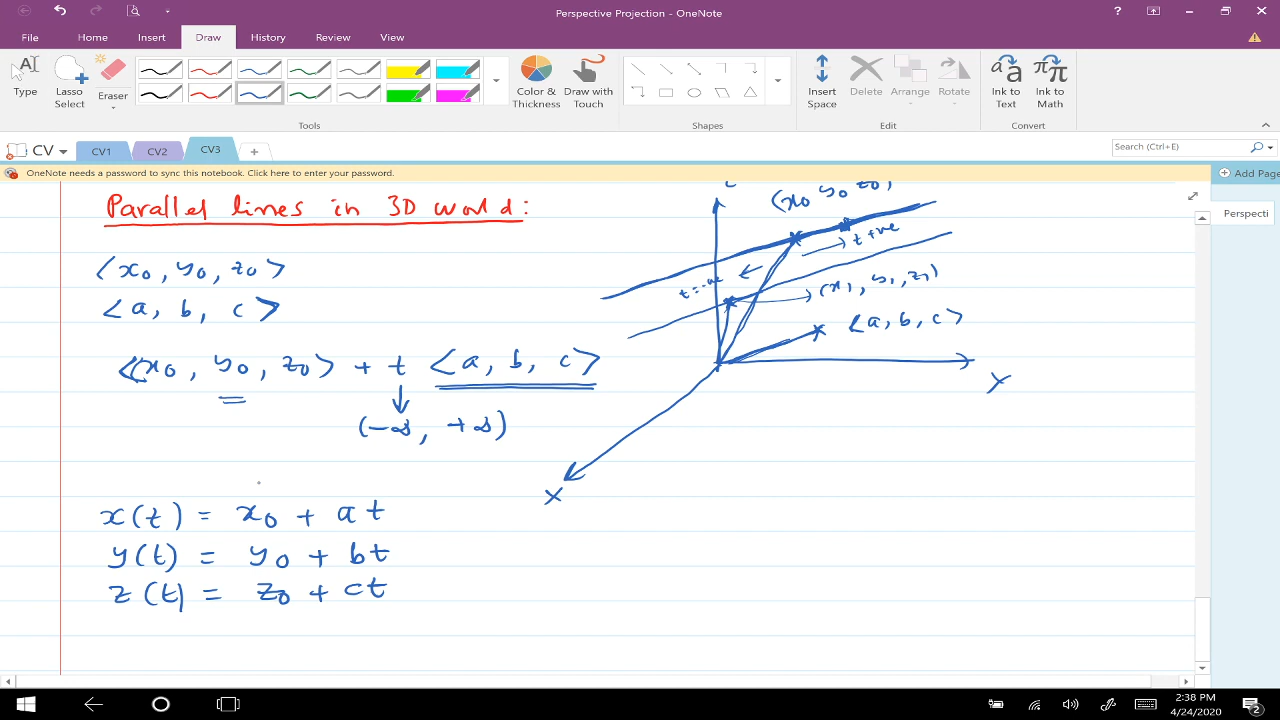 Perspective Projection - OneNote
File Home Insert Draw History Review View
Type Lasso Select Eraser Color & Thickness Draw with Touch Insert Space Delete Arrange Rotate Ink to Text Ink to Math
Tools Shapes Edit Convert
CV CV1 CV2 CV3 Search (Ctrl+E)
OneNote needs a password to sync this notebook. Click here to enter your password. Add Page
Perspecti
Parallel lines in 3D world:
<x0, y0, z0>
<a, b, c>
<(x0, y0, z0> + t <a, b, c>
(-∞, +∞)
x(t) = x0 + at
y(t) = y0 + bt
z(t) = z0 + ct
(x0 y0 z0,
t +ve
t = -ve
(x1, y1, z1)
<a, b, c>
Y
X
2:38 PM
4/24/2020
2